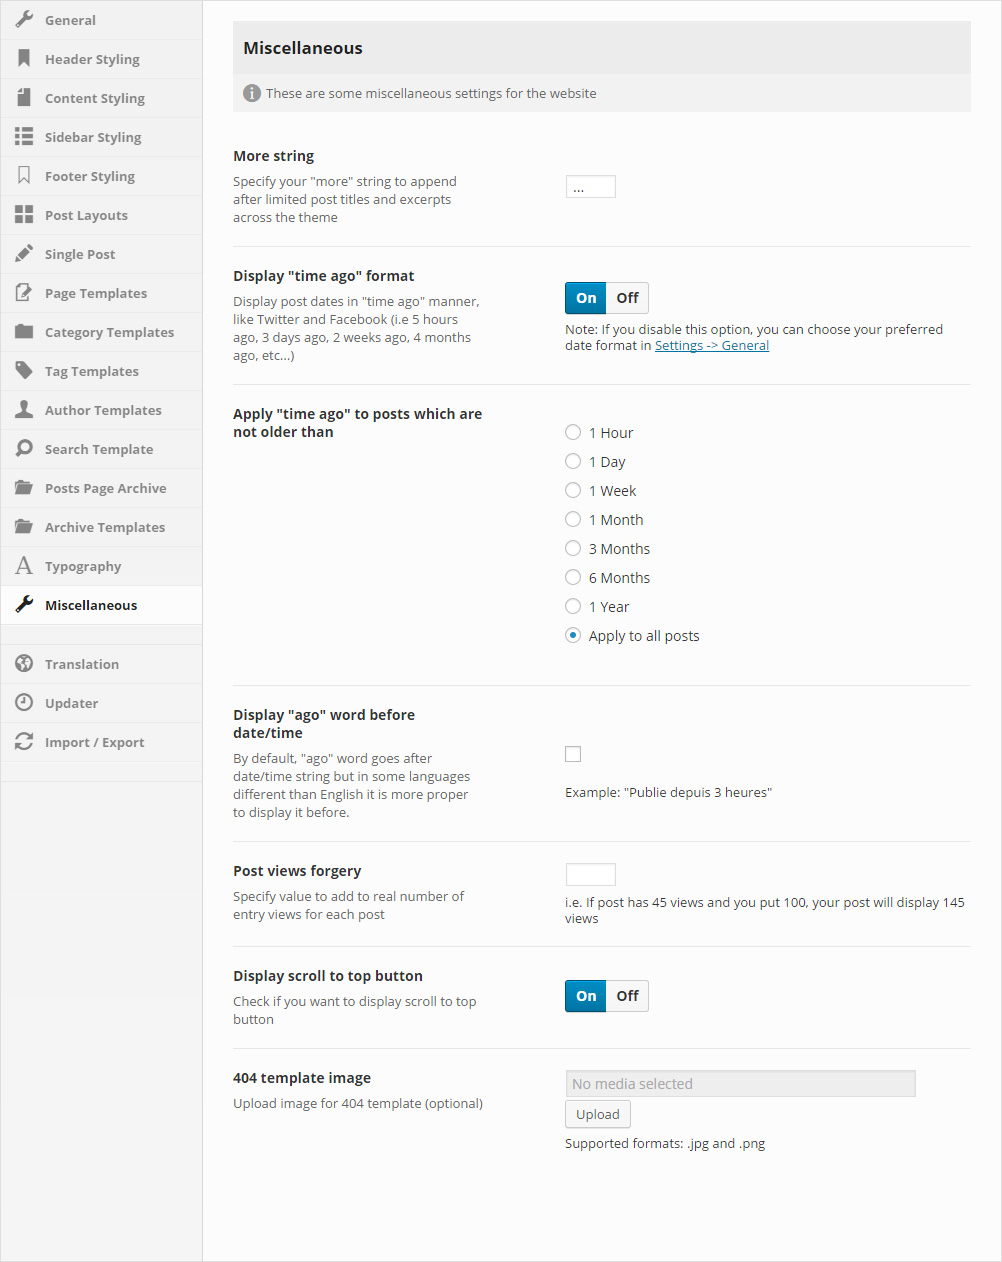 General
Header Styling
Content Styling
Sidebar Styling
Footer Styling
Post Layouts
Single Post
Page Templates
Category Templates
Tag Templates
Author Templates
Search Template
Posts Page Archive
Archive Templates
Typography
Miscellaneous
Translation
Updater
Import / Export
Miscellaneous
These are some miscellaneous settings for the website
More string
Specify your "more" string to append
after limited post titles and excerpts
across the theme
...
Display "time ago" format
Display post dates in "time ago" manner,
like Twitter and Facebook (i.e 5 hours
ago, 3 days ago, 2 weeks ago, 4 months
ago, etc...)
On Off
Note: If you disable this option, you can choose your preferred
date format in Settings -> General
Apply "time ago" to posts which are
not older than
1 Hour
1 Day
1 Week
1 Month
3 Months
6 Months
1 Year
Apply to all posts
Display "ago" word before
date/time
By default, "ago" word goes after
date/time string but in some languages
different than English it is more proper
to display it before.
Example: "Publie depuis 3 heures"
Post views forgery
Specify value to add to real number of
entry views for each post
i.e. If post has 45 views and you put 100, your post will display 145
views
Display scroll to top button
Check if you want to display scroll to top
button
On Off
404 template image
Upload image for 404 template (optional)
No media selected
Upload
Supported formats: .jpg and .png